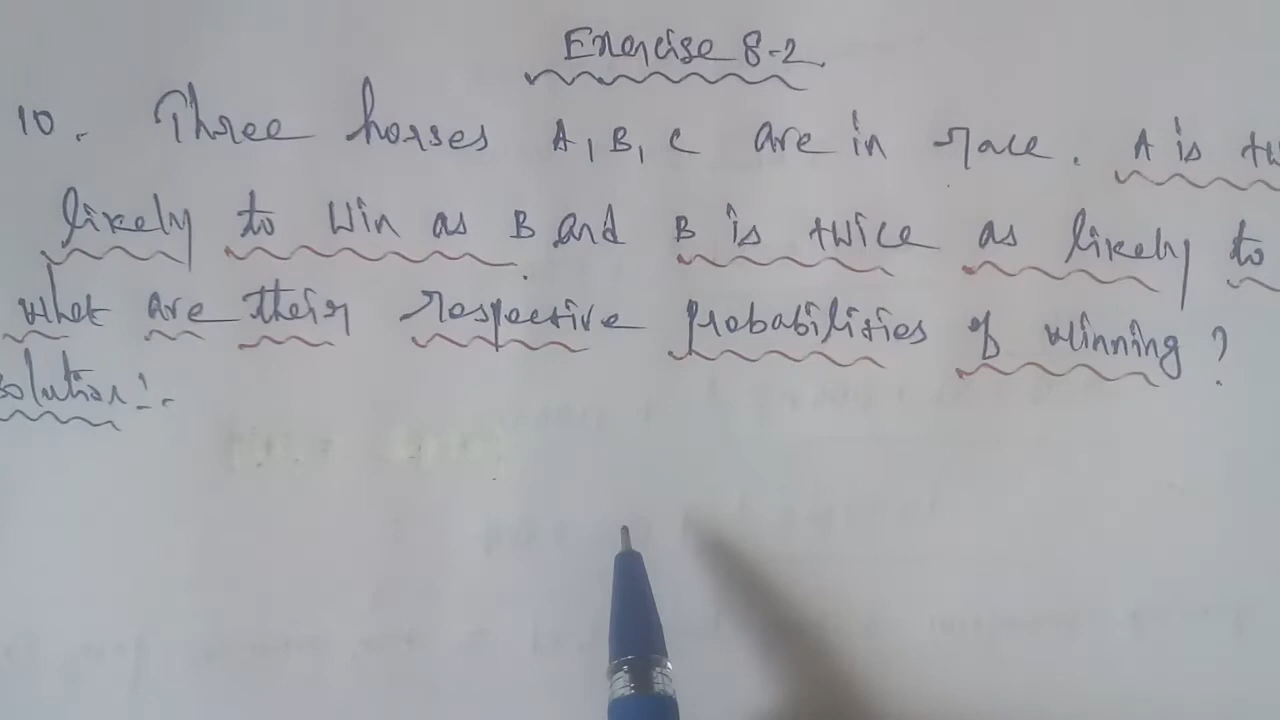 Exercise 8-2.
10. Three horses A, B, C are in race. A is tw
likely to win as B and B is twice as likely to
what are their respective probabilities of winning?
solution:-